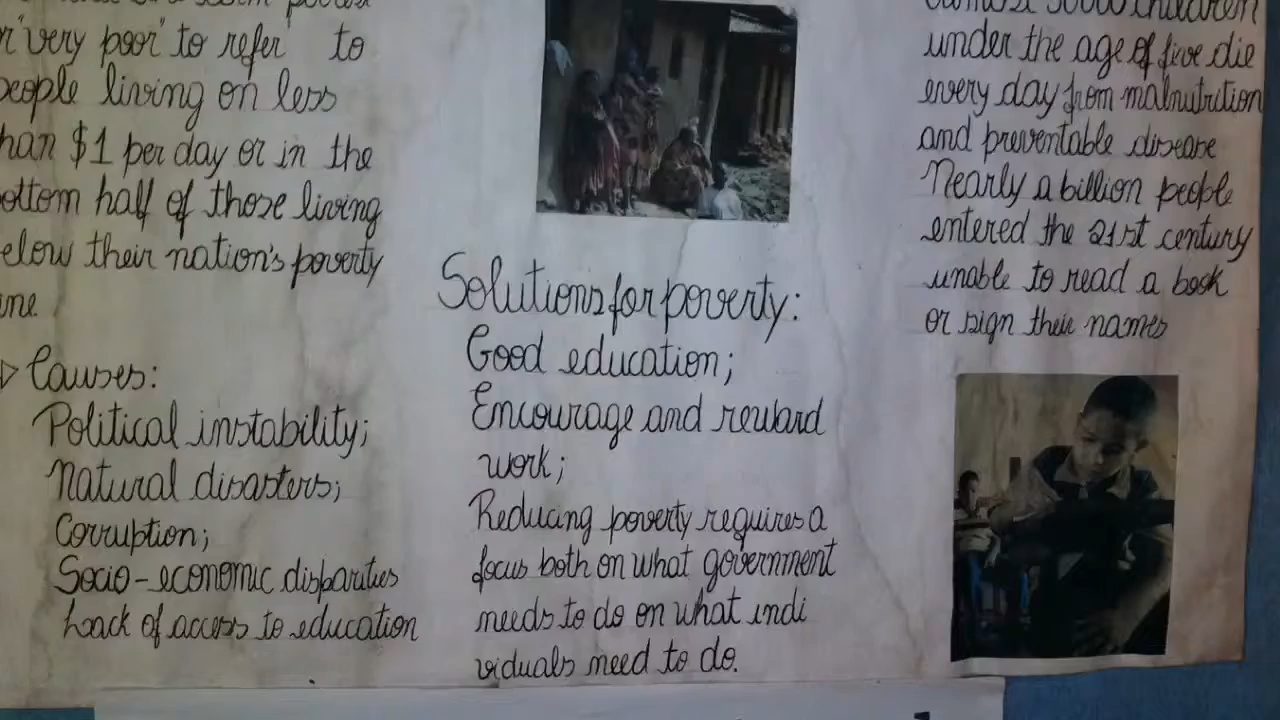 "very poor" to refer to
people living on less
than $1 per day or in the
bottom half of those living
below their nation's poverty
line.
Causes:
Political instability;
Natural disasters;
Corruption;
Socio-economic disparities
Lack of access to education
Solutions for poverty:
Good education;
Encourage and reward
work;
Reducing poverty requires a
focus both on what government
needs to do on what indi
viduals need to do.
almost 30000 children
under the age of five die
every day from malnutrition
and preventable disease
Nearly a billion people
entered the 21st century
unable to read a book
or sign their names